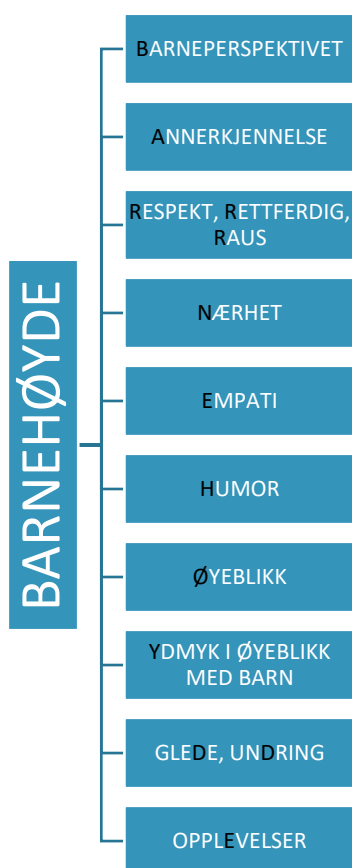 BARNEHØYDE
BARNEPERSPEKTIVET
ANNERKJENNELSE
RESPEKT, RETTFERDIG,
RAUS
NÆRHET
EMPATI
HUMOR
ØYEBLIKK
YDMYK I ØYEBLIKK
MED BARN
GLEDE, UNDRING
OPPLEVELSER